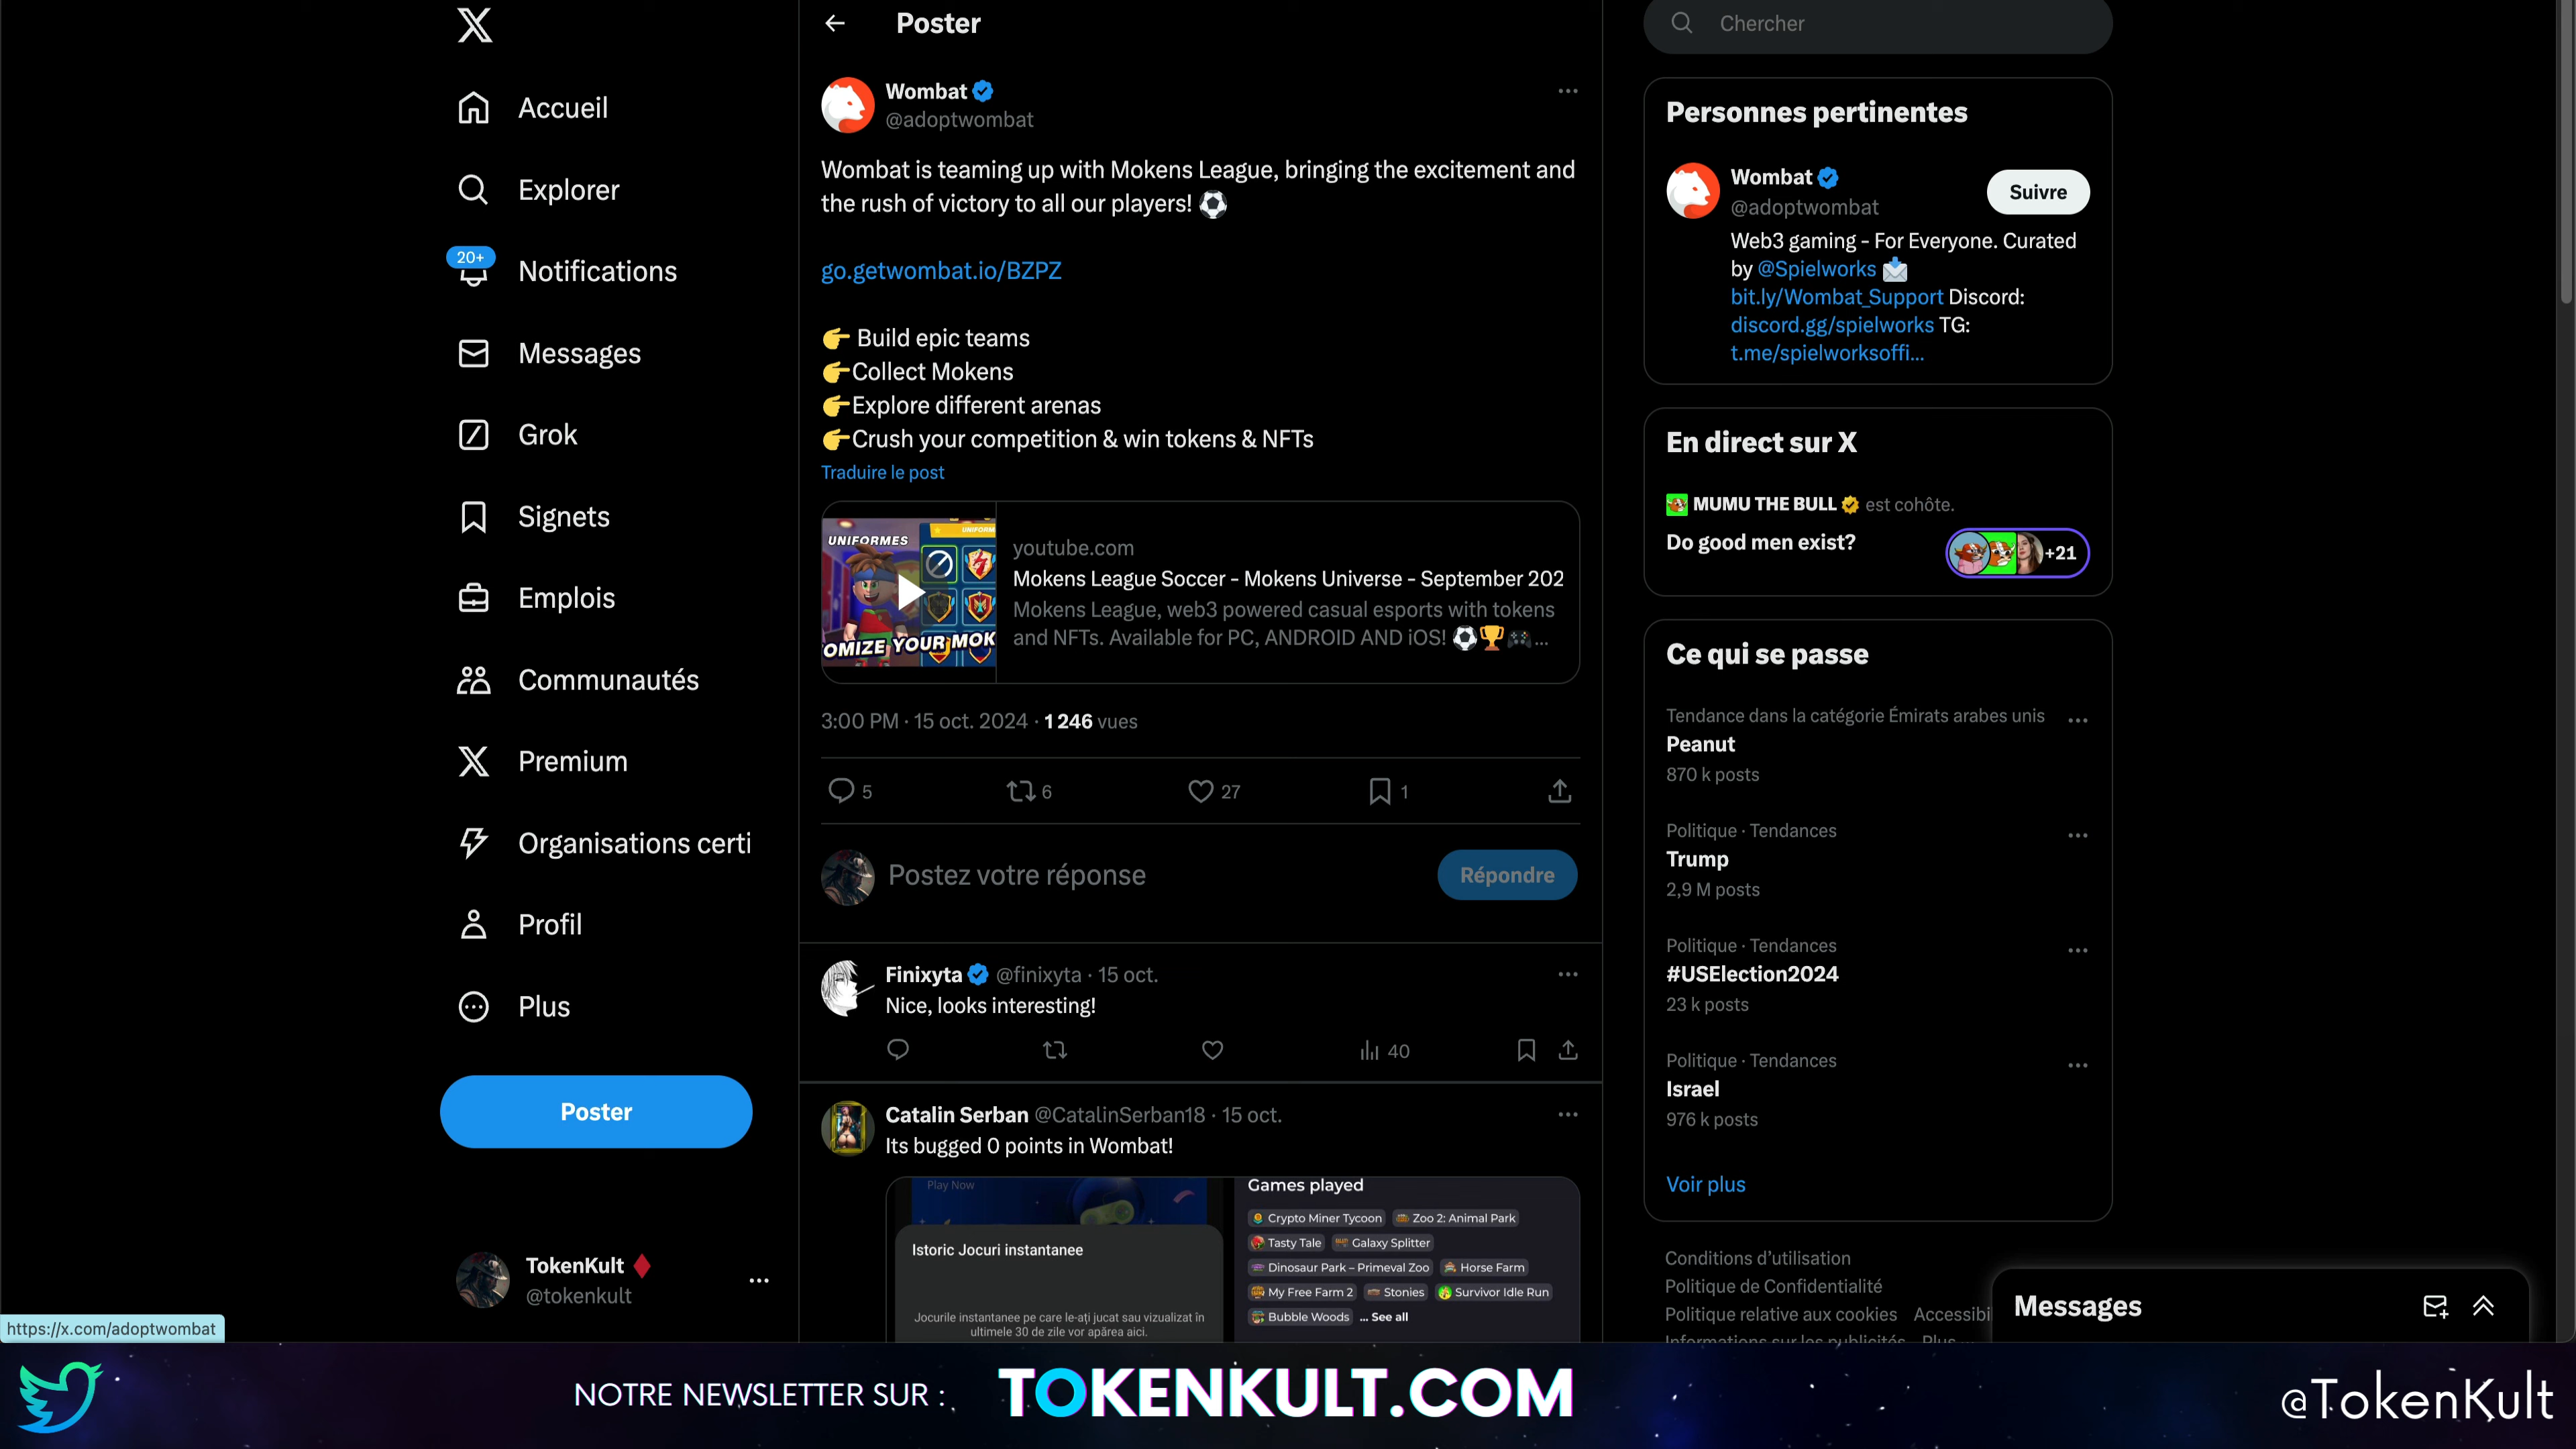 Accueil
Explorer
20+
Notifications
Messages
Grok
Signets
Emplois
Communautés
Premium
Organisations certi
Profil
Plus
Poster
TokenKult
@tokenkult
https://x.com/adoptwombat
Poster
Wombat
@adoptwombat
Wombat is teaming up with Mokens League, bringing the excitement and
the rush of victory to all our players! ⚽
go.getwombat.io/BZPZ
👉 Build epic teams
👉Collect Mokens
👉Explore different arenas
👉Crush your competition & win tokens & NFTs
Traduire le post
UNIFORMES
UNIFORM
OMIZE YOUR MOK
youtube.com
Mokens League Soccer - Mokens Universe - September 202
Mokens League, web3 powered casual esports with tokens
and NFTs. Available for PC, ANDROID AND iOS! ⚽🏆🎮...
3:00 PM · 15 oct. 2024 · 1 246 vues
5
6
27
1
Postez votre réponse
Répondre
Finixyta @finixyta · 15 oct.
Nice, looks interesting!
40
Catalin Serban @CatalinSerban18 · 15 oct.
Its bugged 0 points in Wombat!
Play Now
Istoric Jocuri instantanee
Jocurile instantanee pe care le-ați jucat sau vizualizat în
ultimele 30 de zile vor apărea aici.
Games played
Crypto Miner Tycoon
Zoo 2: Animal Park
Tasty Tale
Galaxy Splitter
Dinosaur Park – Primeval Zoo
Horse Farm
My Free Farm 2
Stonies
Survivor Idle Run
Bubble Woods
... See all
Chercher
Personnes pertinentes
Wombat
@adoptwombat
Suivre
Web3 gaming - For Everyone. Curated
by @Spielworks 📩
bit.ly/Wombat_Support Discord:
discord.gg/spielworks TG:
t.me/spielworksoffi...
En direct sur X
MUMU THE BULL est cohôte.
Do good men exist?
+21
Ce qui se passe
Tendance dans la catégorie Émirats arabes unis
Peanut
870 k posts
Politique · Tendances
Trump
2,9 M posts
Politique · Tendances
#USElection2024
23 k posts
Politique · Tendances
Israel
976 k posts
Voir plus
Conditions d’utilisation
Politique de Confidentialité
Politique relative aux cookies Accessibi
Informations sur les publicités Plus...
Messages
NOTRE NEWSLETTER SUR :
TOKENKULT.COM
@TokenKult